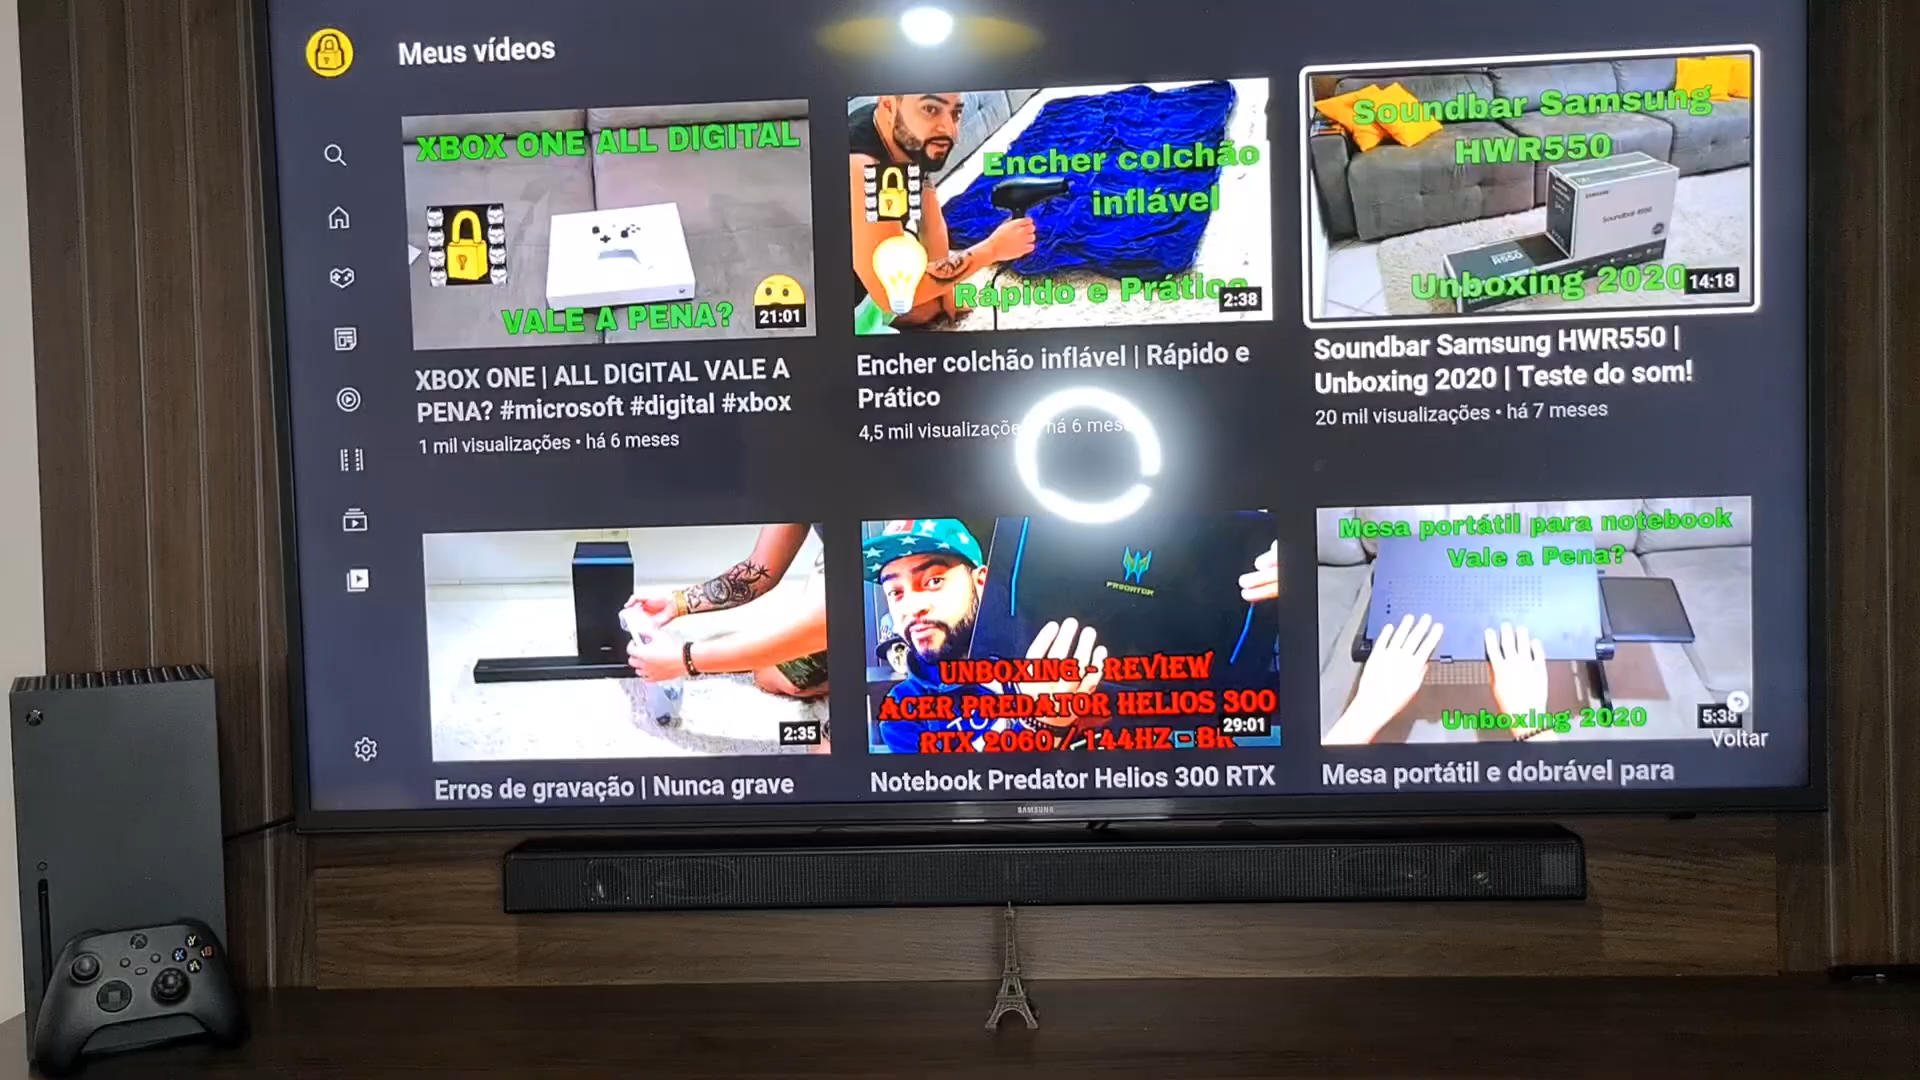 Meus vídeos
XBOX ONE ALL DIGITAL
VALE A PENA?
21:01
XBOX ONE | ALL DIGITAL VALE A
PENA? #microsoft #digital #xbox
1 mil visualizações • há 6 meses
Encher colchão
inflável
Rápido e Prático
2:38
Encher colchão inflável | Rápido e
Prático
4,5 mil visualizações há 6 meses
Soundbar Samsung
HWR550
SAMSUNG
Soundbar R550
R550
Unboxing 2020
14:18
Soundbar Samsung HWR550 |
Unboxing 2020 | Teste do som!
20 mil visualizações • há 7 meses
2:35
Erros de gravação | Nunca grave
PREDATOR
UNBOXING - REVIEW
ACER PREDATOR HELIOS 300
RTX 2060 / 144HZ - BR
29:01
Notebook Predator Helios 300 RTX
Mesa portátil para notebook
Vale a Pena?
Unboxing 2020
5:38
Voltar
Mesa portátil e dobrável para
SAMSUNG
Y
X
B
A